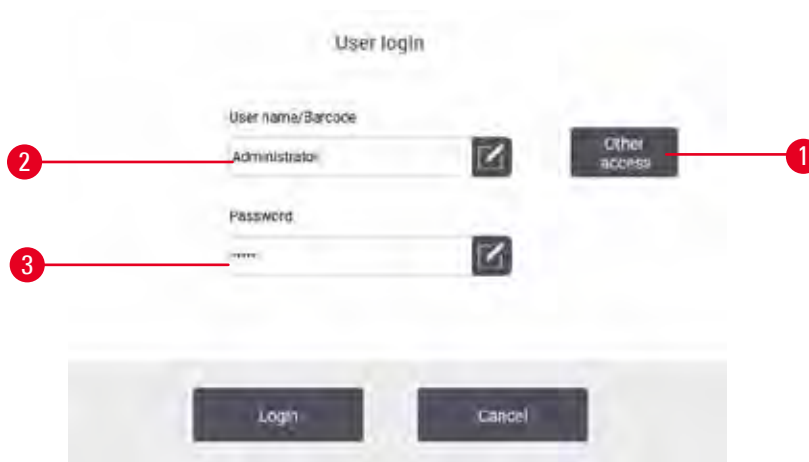 User login
User name/Barcode
2
Administrator
Other
access
1
Password
3
•••••
Login
Cancel